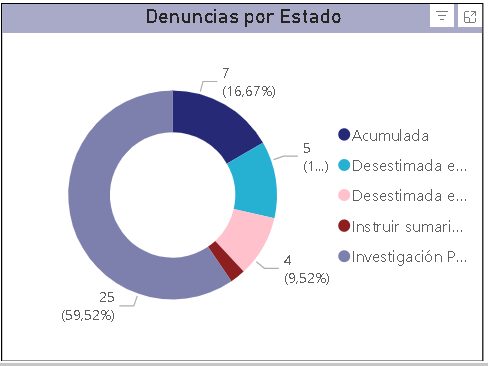 Denuncias por Estado
7
(16,67%)
5
(1...)
4
(9,52%)
25
(59,52%)
Acumulada
Desestimada e...
Desestimada e...
Instruir sumari...
Investigación P...